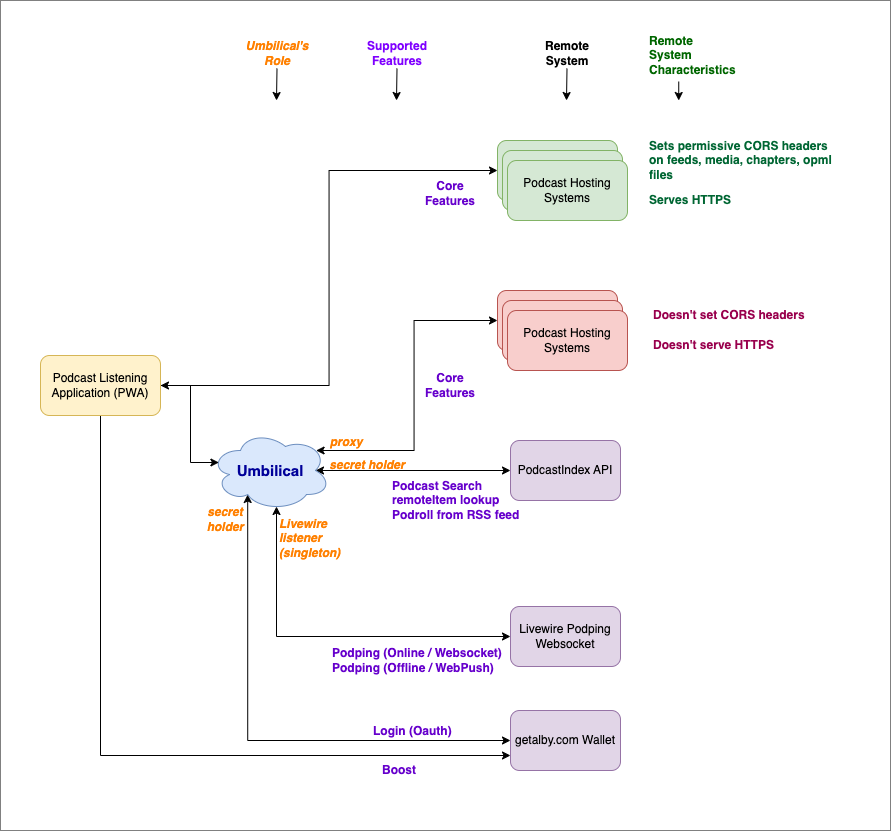 Umbilical's
Role
Supported
Features
Remote
System
Remote
System
Characteristics
Core
Features
Podcast Hosting
Systems
Sets permissive CORS headers
on feeds, media, chapters, opml
files
Serves HTTPS
Core
Features
Podcast Hosting
Systems
Doesn't set CORS headers
Doesn't serve HTTPS
Podcast Listening
Application (PWA)
Umbilical
proxy
secret holder
Podcast Search
remoteItem lookup
Podroll from RSS feed
PodcastIndex API
secret
holder
Livewire
listener
(singleton)
Podping (Online / Websocket)
Podping (Offline / WebPush)
Livewire Podping
Websocket
Login (Oauth)
Boost
getalby.com Wallet